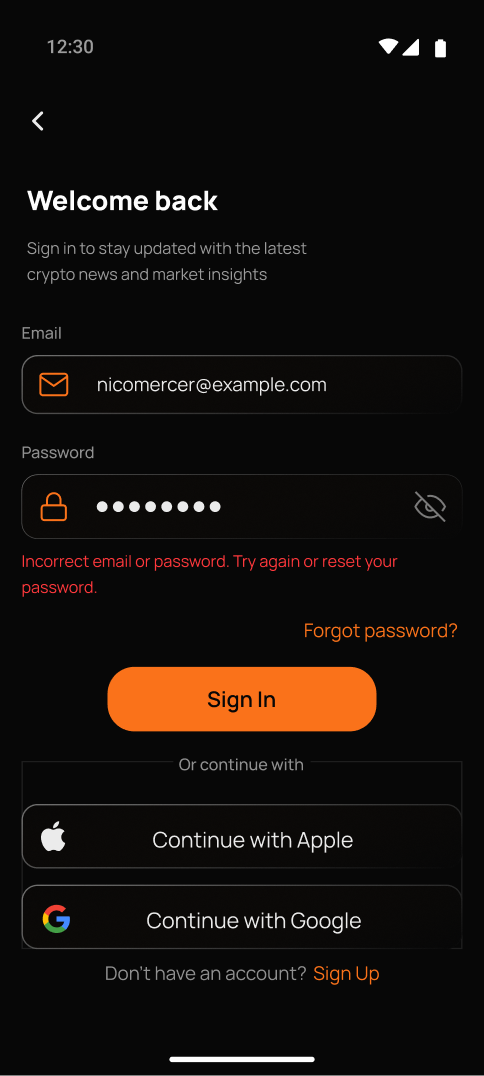 12:30
Welcome back
Sign in to stay updated with the latest
crypto news and market insights
Email
nicomercer@example.com
Password
Incorrect email or password. Try again or reset your
password.
Forgot password?
Sign In
Or continue with
Continue with Apple
Continue with Google
Don't have an account? Sign Up